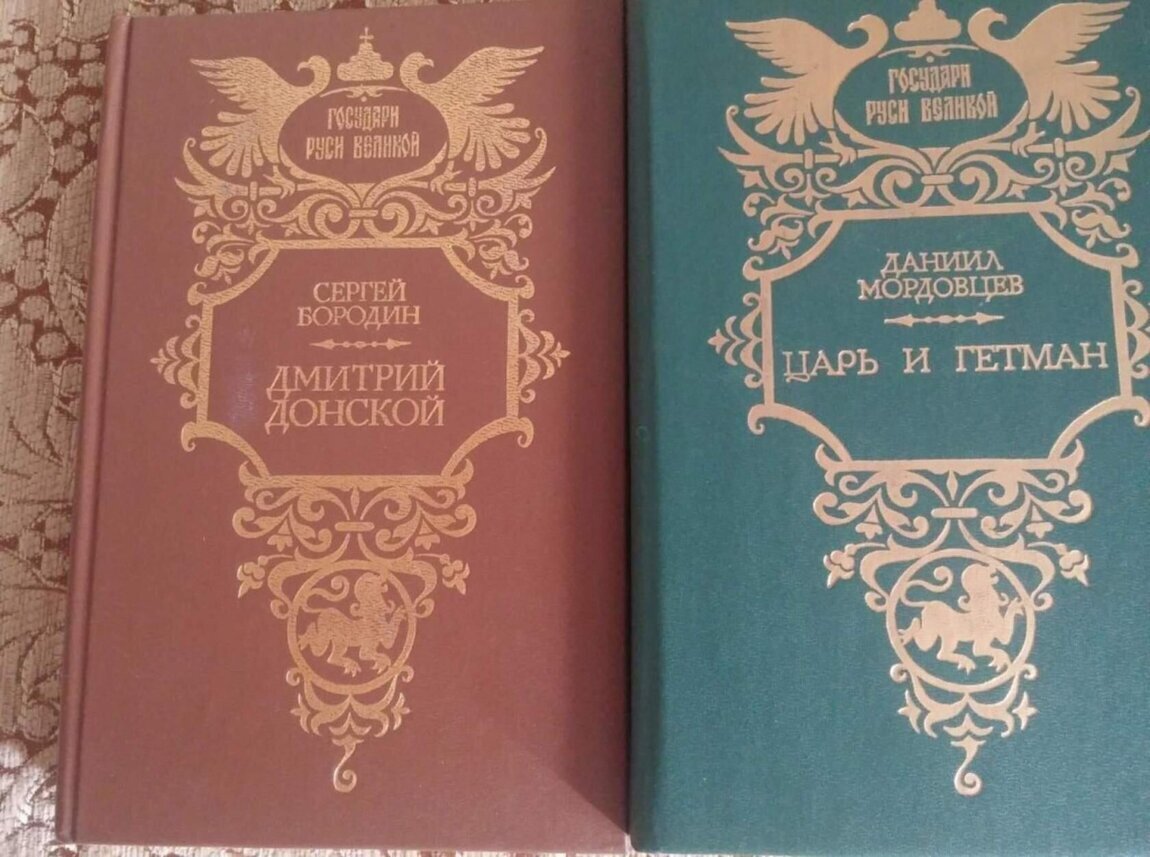 ГОСУДАРИ
РУСИ ВЕЛИКОЙ
СЕРГЕЙ
БОРОДИН
ДМИТРИЙ
ДОНСКОЙ
ГОСУДАРИ
РУСИ ВЕЛИКОЙ
ДАНИИЛ
МОРДОВЦЕВ
ЦАРЬ И ГЕТМАН